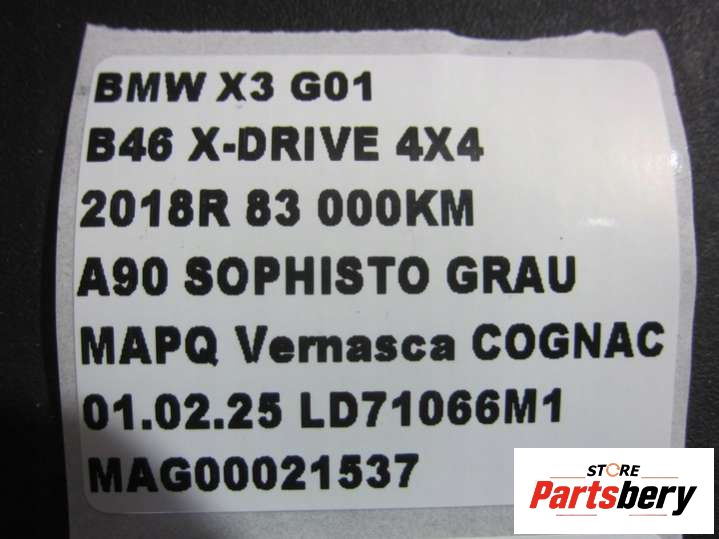 BMW X3 G01
B46 X-DRIVE 4X4
2018R 83 000KM
A90 SOPHISTO GRAU
MAPQ Vernasca COGNAC
01.02.25 LD71066M1
MAG00021537
STORE
Partsbery